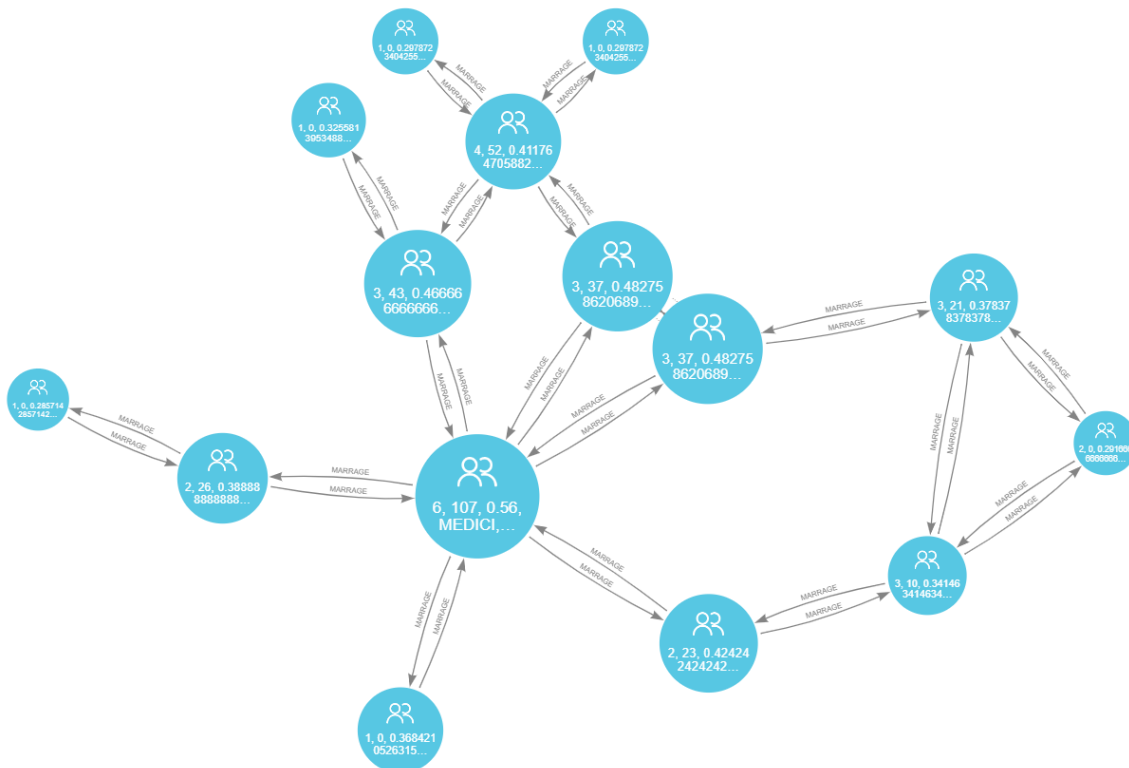 1, 0, 0.297872
3404255...
1, 0, 0.297872
3404255...
MARRAGE
MARRAGE
MARRAGE
MARRAGE
1, 0, 0.325581
3953488...
4, 52, 0.41176
4705882...
MARRAGE
MARRAGE
MARRAGE
MARRAGE
MARRAGE
MARRAGE
3, 43, 0.46666
6666666...
3, 37, 0.48275
8620689...
3, 37, 0.48275
8620689...
MARRAGE
MARRAGE
3, 21, 0.37837
8378378...
MARRAGE
MARRAGE
MARRAGE
MARRAGE
MARRAGE
MARRAGE
MARRAGE
MARRAGE
MARRAGE
MARRAGE
1, 0, 0.285714
2857142...
MARRAGE
MARRAGE
2, 0, 0.291666
6666666...
2, 26, 0.38888
8888888...
MARRAGE
MARRAGE
6, 107, 0.56,
MEDICI,...
MARRAGE
MARRAGE
MARRAGE
MARRAGE
3, 10, 0.34146
3414634...
MARRAGE
MARRAGE
MARRAGE
MARRAGE
2, 23, 0.42424
2424242...
1, 0, 0.368421
0526315...